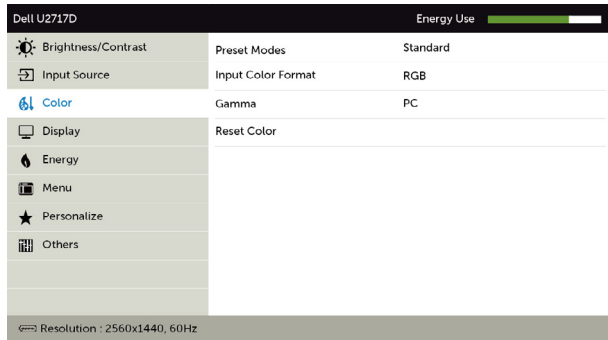 Dell U2717D Energy Use
Brightness/Contrast
Preset Modes Standard
Input Source
Input Color Format RGB
Color
Gamma PC
Display
Reset Color
Energy
Menu
Personalize
Others
Resolution : 2560x1440, 60Hz